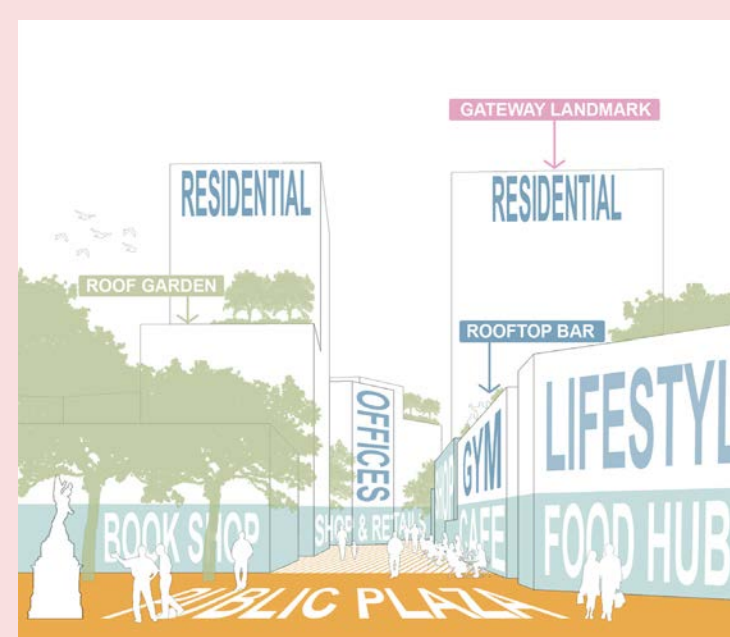 GATEWAY LANDMARK
RESIDENTIAL
RESIDENTIAL
ROOF GARDEN
ROOFTOP BAR
OFFICES
GYM
LIFESTYL
BOOK SHOP
SHOP & RETAILS
CAFE
FOOD HUB
PUBLIC PLAZA